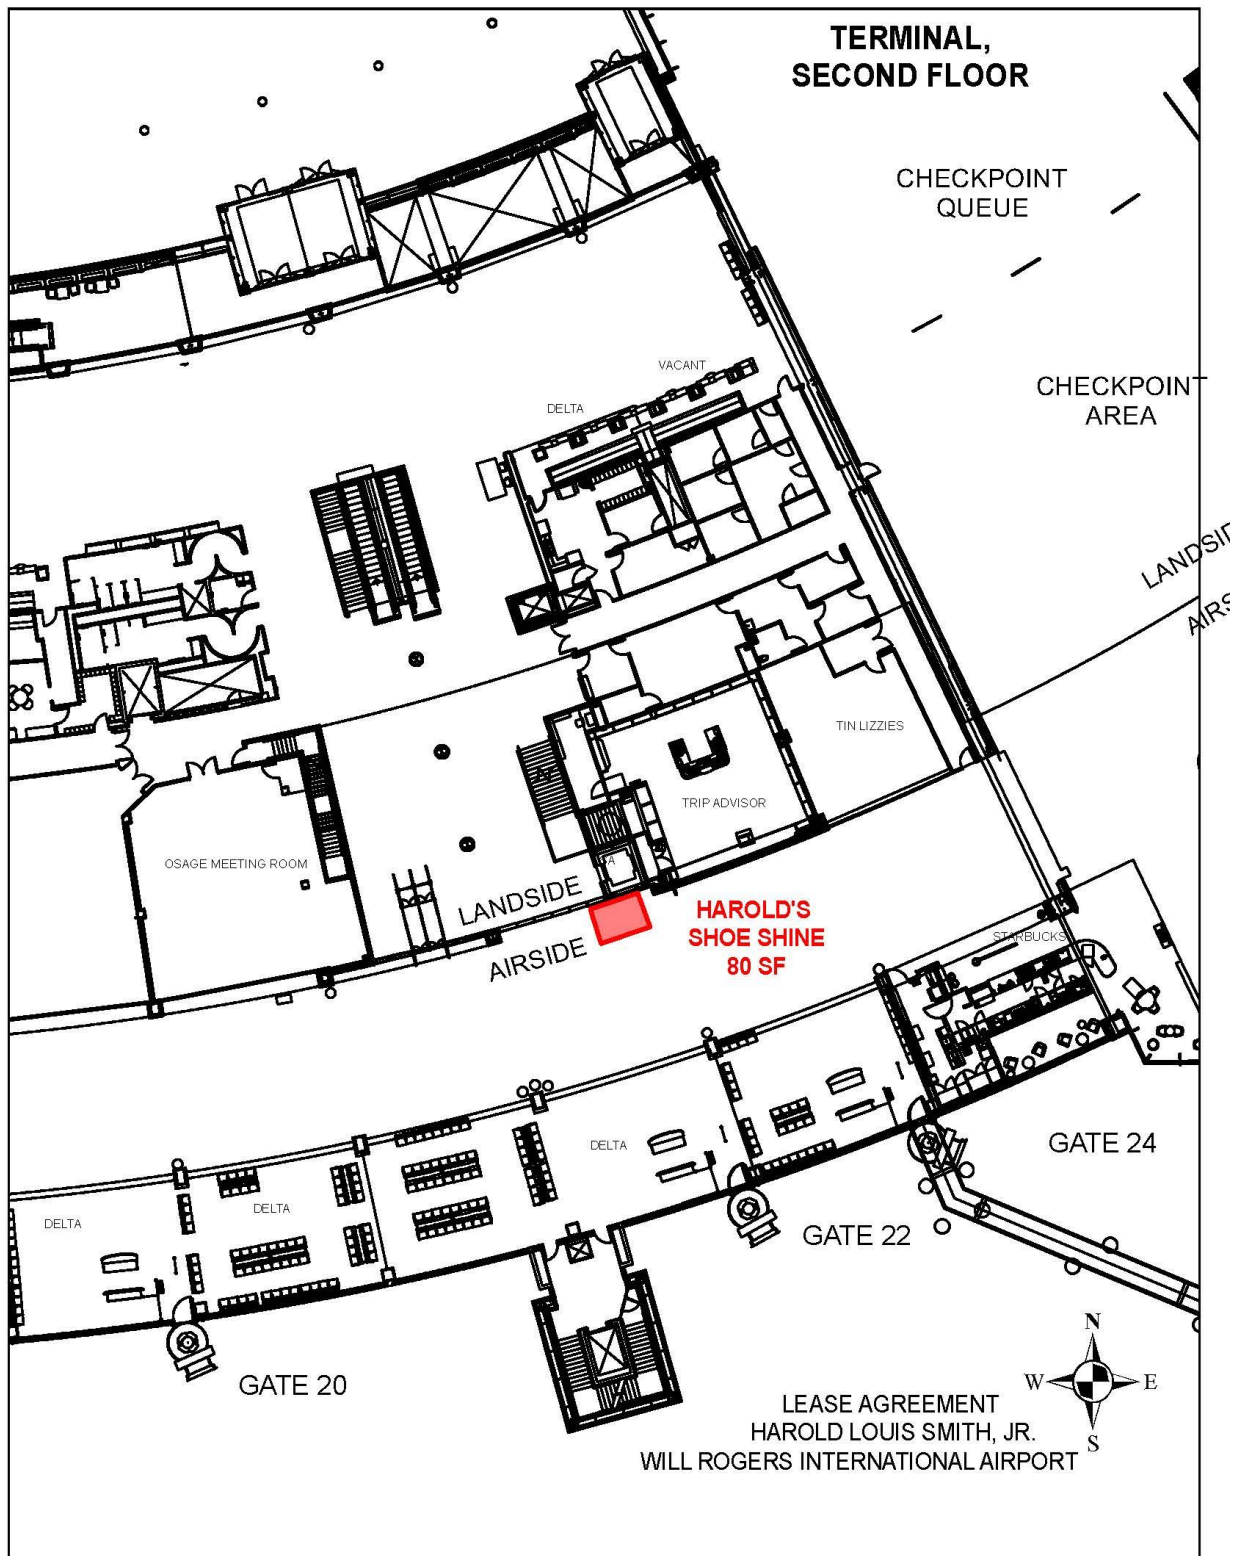 TERMINAL,
SECOND FLOOR
CHECKPOINT
QUEUE
VACANT
CHECKPOINT
AREA
DELTA
LANDSI
AIRS
TIN LIZZIES
TRIP ADVISOR
OSAGE MEETING ROOM
LANDSIDE
AIRSIDE
HAROLD'S
SHOE SHINE
80 SF
STARBUCKS
DELTA
GATE 24
DELTA
DELTA
GATE 22
GATE 20
N
W E
S
LEASE AGREEMENT
HAROLD LOUIS SMITH, JR.
WILL ROGERS INTERNATIONAL AIRPORT